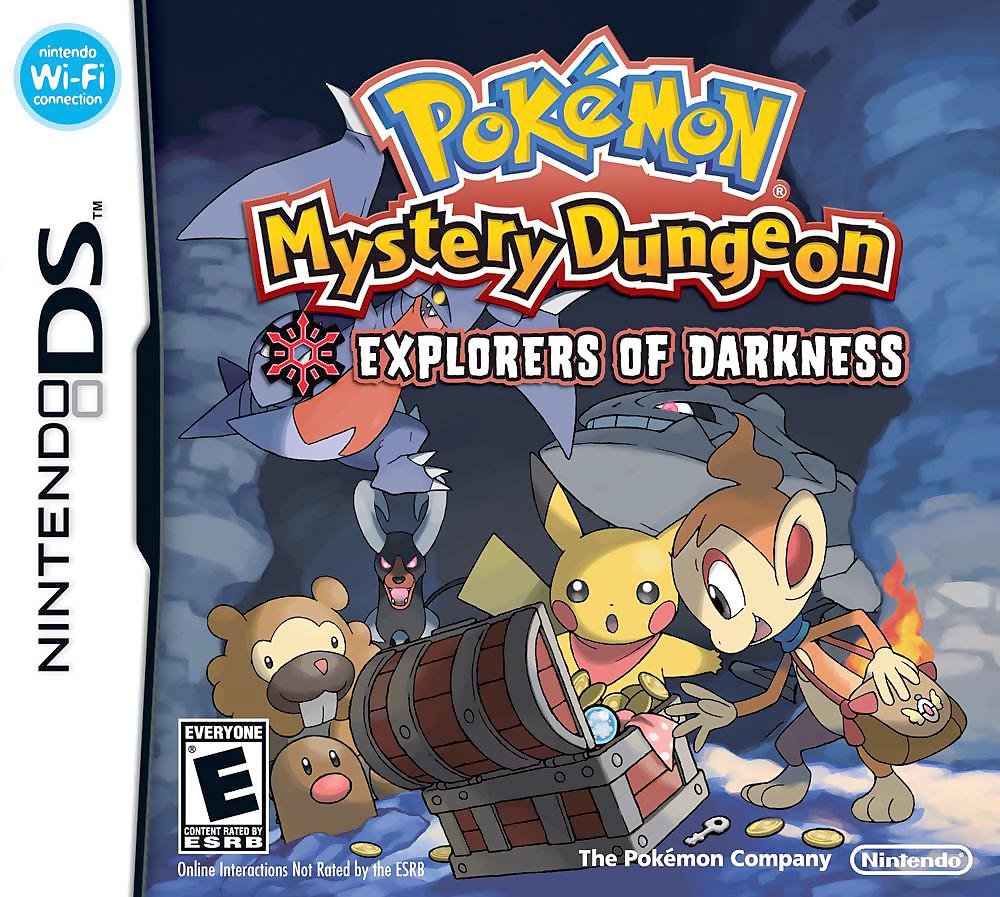 nintendo
Wi-Fi
connection
NINTENDO DS™
POKéMON®
Mystery Dungeon
EXPLORERS OF DARKNESS
EVERYONE
®
E
CONTENT RATED BY
ESRB
Online Interactions Not Rated by the ESRB
The Pokémon Company
Nintendo®